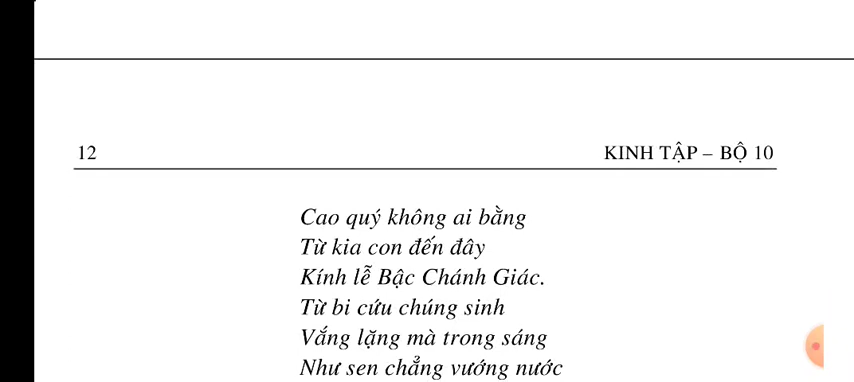 12 KINH TẬP – BỘ 10
Cao quý không ai bằng
Từ kia con đến đây
Kính lễ Bậc Chánh Giác.
Từ bi cứu chúng sinh
Vắng lặng mà trong sáng
Như sen chẳng vướng nước